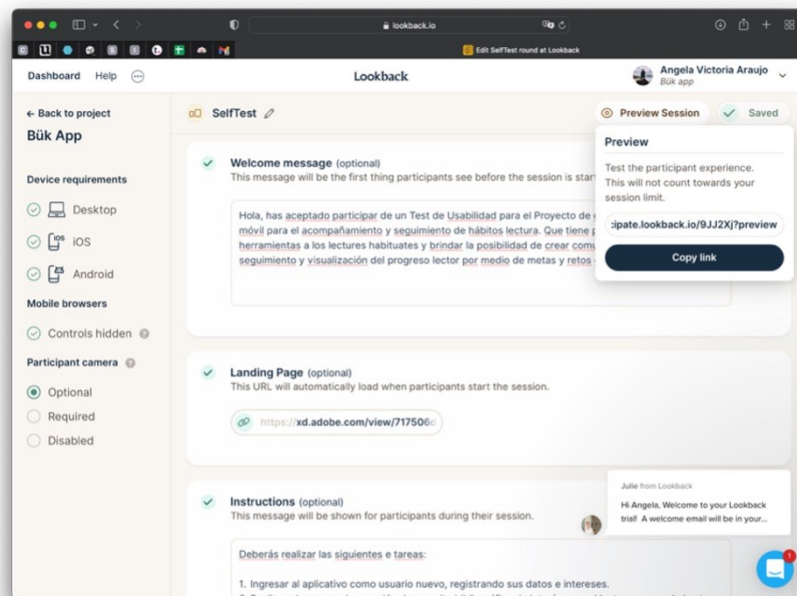 lookback.io
Edit SelfTest round at Lookback
Dashboard
Help
Lookback
Angela Victoria Araujo
Bük app
← Back to project
Bük App
Device requirements
Desktop
iOS
Android
Mobile browsers
Controls hidden
Participant camera
Optional
Required
Disabled
SelfTest
Preview Session
Saved
Preview
Test the participant experience.
This will not count towards your
session limit.
:ipate.lookback.io/9JJ2Xj?preview
Copy link
Welcome message (optional)
This message will be the first thing participants see before the session is star
Hola, has aceptado participar de un Test de Usabilidad para el Proyecto de
móvil para el acompañamiento y seguimiento de hábitos lectura. Que tiene
herramientas a los lectures habituates y brindar la posibilidad de crear comu
seguimiento y visualización del progreso lector por medio de metas y retos
Landing Page (optional)
This URL will automatically load when participants start the session.
https://xd.adobe.com/view/717506
Instructions (optional)
This message will be shown for participants during their session.
Deberás realizar las siguientes e tareas:
1. Ingresar al aplicativo como usuario nuevo, registrando sus datos e intereses.
Julie from Lookback
Hi Angela, Welcome to your Lookback
trial! A welcome email will be in your...
1